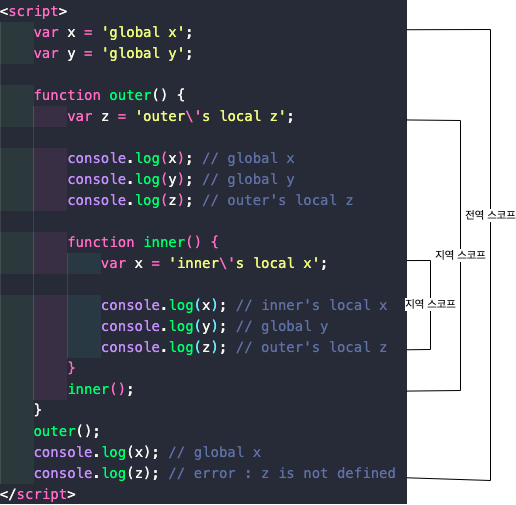 <script>
var x = 'global x';
var y = 'global y';
function outer() {
var z = 'outer\'s local z';
console.log(x); // global x
console.log(y); // global y
console.log(z); // outer's local z
function inner() {
var x = 'inner\'s local x';
console.log(x); // inner's local x
console.log(y); // global y
console.log(z); // outer's local z
}
inner();
}
outer();
console.log(x); // global x
console.log(z); // error : z is not defined
</script>
전역 스코프
지역 스코프
지역 스코프